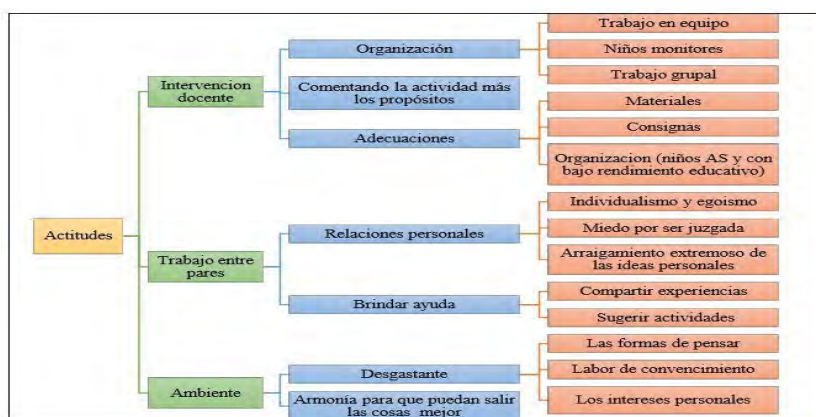 Actitudes
Intervencion
docente
Organización
Trabajo en equipo
Niños monitores
Trabajo grupal
Comentando la actividad más
los propósitos
Adecuaciones
Materiales
Consignas
Organizacion (niños AS y con
bajo rendimiento educativo)
Trabajo entre
pares
Relaciones personales
Individualismo y egoismo
Miedo por ser juzgada
Arraigamiento extremoso de
las ideas personales
Brindar ayuda
Compartir experiencias
Sugerir actividades
Ambiente
Desgastante
Las formas de pensar
Labor de convencimiento
Los intereses personales
Armonía para que puedan salir
las cosas mejor